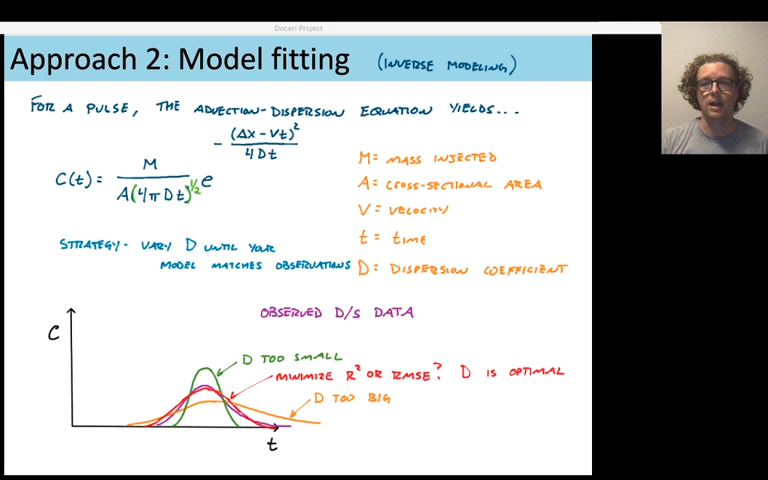 Doceri Project
Approach 2: Model fitting (INVERSE MODELING)
FOR A PULSE, THE ADVECTION-DISPERSION EQUATION YIELDS...
C(t) = M / A(4πDt)^1/2 e^-(Δx-Vt)²/4Dt
M = MASS INJECTED
A = CROSS-SECTIONAL AREA
V = VELOCITY
t = TIME
STRATEGY - VARY D UNTIL YOUR
MODEL MATCHES OBSERVATIONS
D = DISPERSION COEFFICIENT
OBSERVED D/S DATA
C
D TOO SMALL
MINIMIZE R² OR RMSE? D IS OPTIMAL
D TOO BIG
t